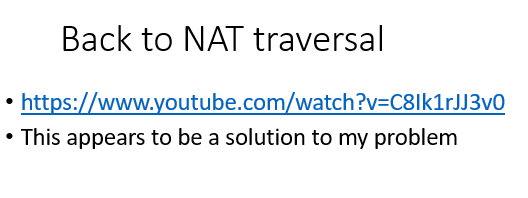 Back to NAT traversal
• https://www.youtube.com/watch?v=C8Ik1rJJ3v0
• This appears to be a solution to my problem